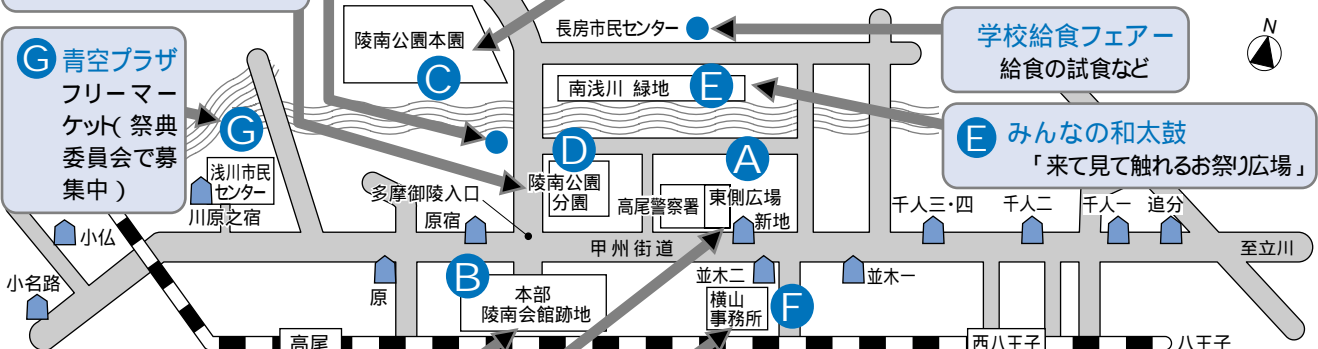 G 青空プラザ
フリーマー
ケット(祭典
委員会で募
集中)
陵南公園本園
C
長房市民センター
学校給食フェアー
給食の試食など
N
南浅川 緑地
E
E みんなの和太鼓
「来て見て触れるお祭り広場」
G
浅川市民
センター
川原之宿
小仏
小名路
多摩御陵入口
原宿
原
D
陵南公園
分園
A
高尾警察署
東側広場
新地
甲州街道
千人三・四
千人二
千人一
追分
至立川
B
本部
陵南会館跡地
並木二
並木一
横山
事務所
F
高尾
西八王子
八王子